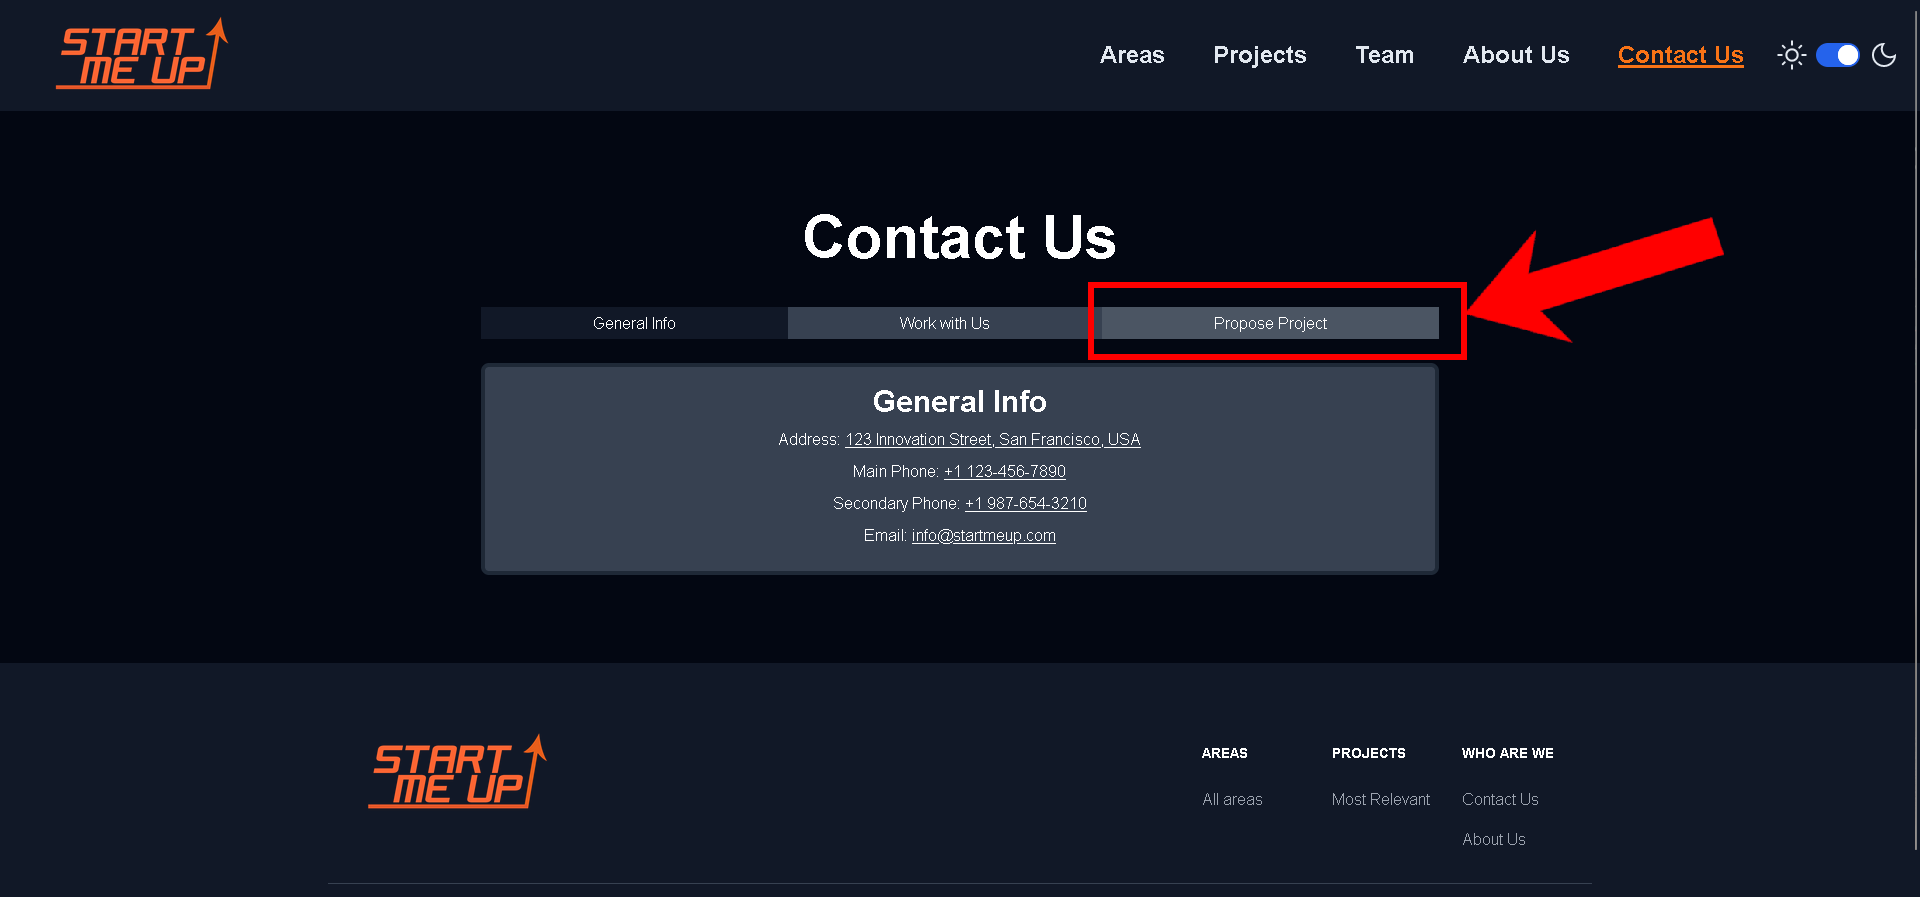 START
ME UP
Areas Projects Team About Us Contact Us
Contact Us
General Info Work with Us Propose Project
General Info
Address: 123 Innovation Street, San Francisco, USA
Main Phone: +1 123-456-7890
Secondary Phone: +1 987-654-3210
Email: info@startmeup.com
START
ME UP
AREAS PROJECTS WHO ARE WE
All areas Most Relevant Contact Us
About Us